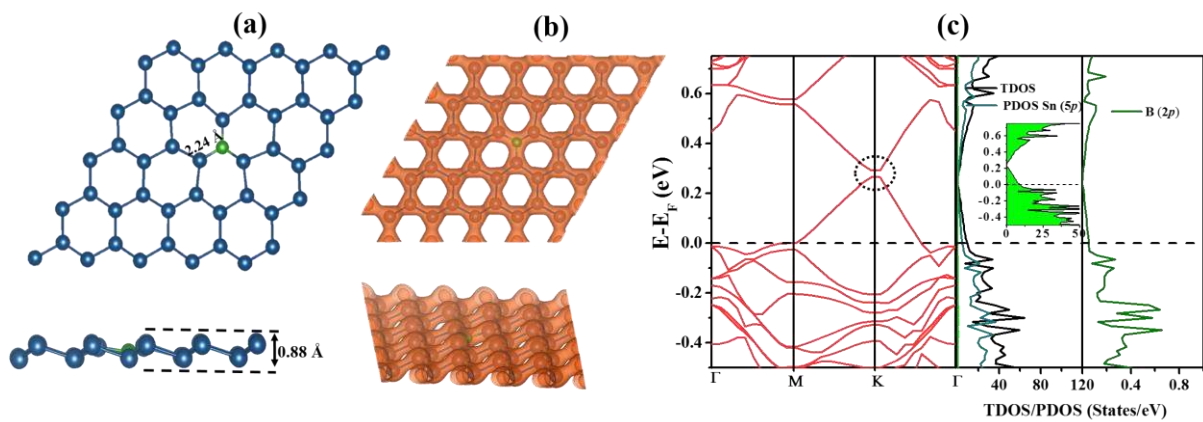 (a)
(b)
(c)
2.24 Å
0.88 Å
E-E_F (eV)
0.6
0.4
0.2
0.0
-0.2
-0.4
Γ
M
K
Γ
TDOS
PDOS Sn (5p)
B (2p)
0.6
0.4
0.2
0.0
-0.2
-0.4
0
25
50
40
80
120
0.4
0.8
TDOS/PDOS (States/eV)